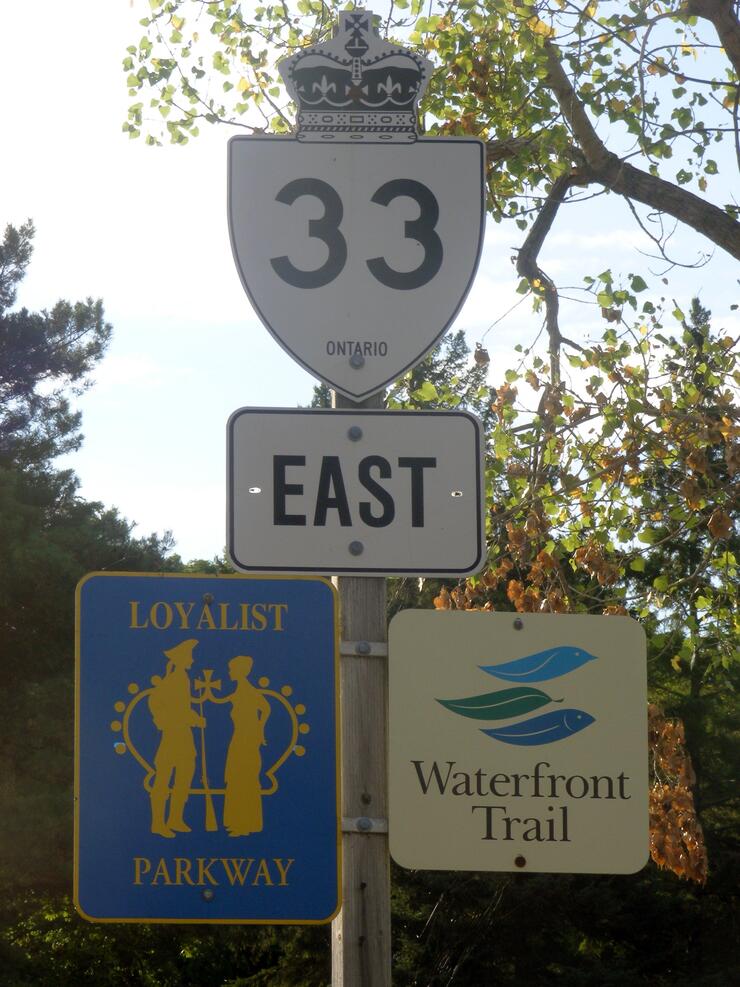 33
ONTARIO
EAST
LOYALIST
PARKWAY
Waterfront
Trail